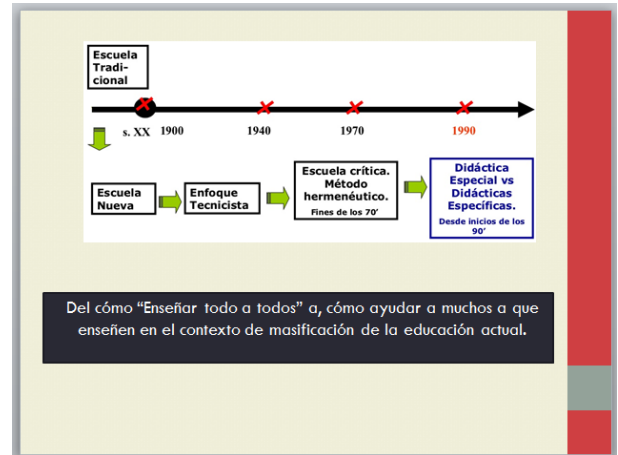 Escuela
Tradi-
cional
s. XX 1900 1940 1970 1990
Escuela
Nueva
Enfoque
Tecnicista
Escuela crítica.
Método
hermenéutico.
Fines de los 70'
Didáctica
Especial vs
Didácticas
Específicas.
Desde inicios de los
90'
Del cómo “Enseñar todo a todos” a, cómo ayudar a muchos a que
enseñen en el contexto de masificación de la educación actual.